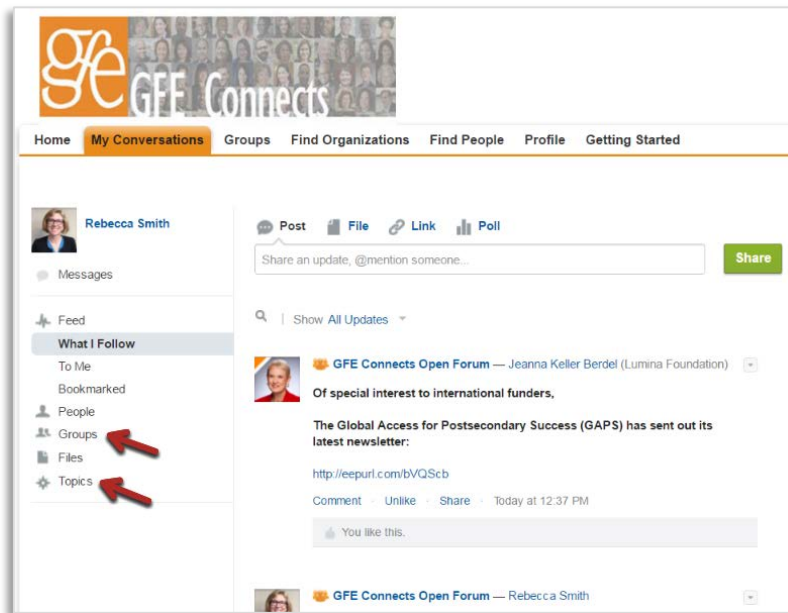 gfe GFE Connects
Home My Conversations Groups Find Organizations Find People Profile Getting Started
Rebecca Smith
Messages
Feed
What I Follow
To Me
Bookmarked
People
Groups
Files
Topics
Post File Link Poll
Share an update, @mention someone...
Share
Show All Updates
GFE Connects Open Forum — Jeanna Keller Berdel (Lumina Foundation)
Of special interest to international funders,
The Global Access for Postsecondary Success (GAPS) has sent out its
latest newsletter:
http://eepurl.com/bVQScb
Comment · Unlike · Share · Today at 12:37 PM
You like this.
GFE Connects Open Forum — Rebecca Smith